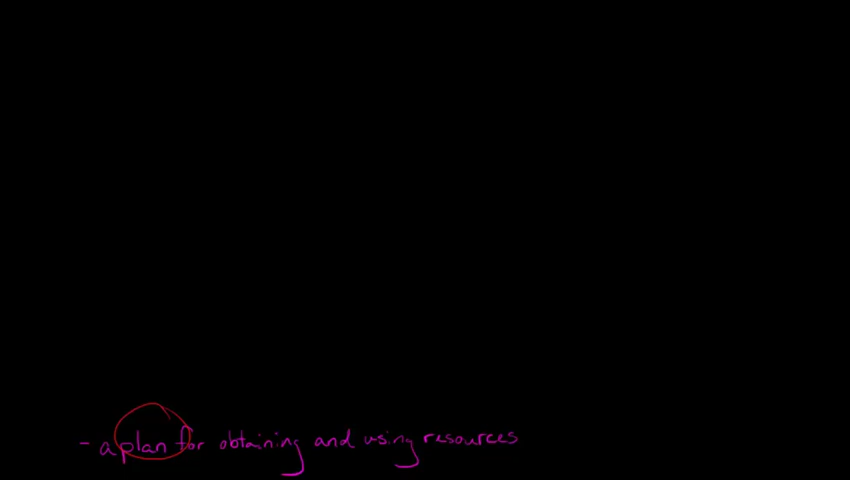 - a plan for obtaining and using resources